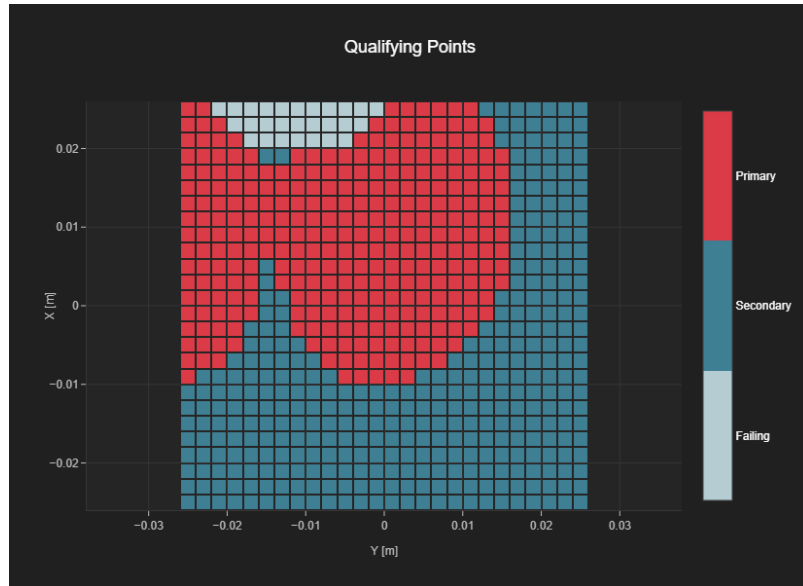 Qualifying Points
0.02
0.01
0
−0.01
−0.02
X [m]
−0.03
−0.02
−0.01
0
0.01
0.02
0.03
Y [m]
Primary
Secondary
Failing